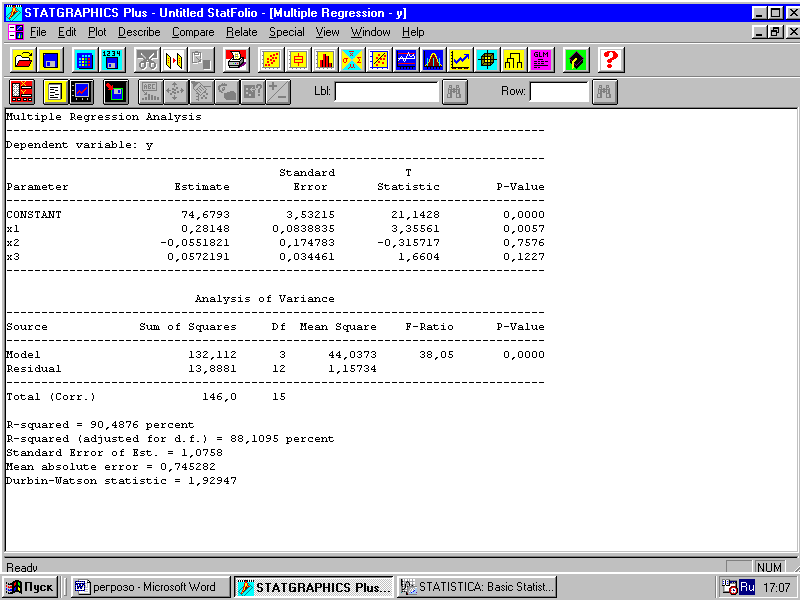 STATGRAPHICS Plus - Untitled StatFolio - [Multiple Regression - y]
File Edit Plot Describe Compare Relate Special View Window Help
1234
GLM
?
ABC
Lbl: Row:
Multiple Regression Analysis
Dependent variable: y
Standard T
Parameter Estimate Error Statistic P-Value
CONSTANT 74,6793 3,53215 21,1428 0,0000
x1 0,28148 0,0838835 3,35561 0,0057
x2 -0,0551821 0,174783 -0,315717 0,7576
x3 0,0572191 0,034461 1,6604 0,1227
Analysis of Variance
Source Sum of Squares Df Mean Square F-Ratio P-Value
Model 132,112 3 44,0373 38,05 0,0000
Residual 13,8881 12 1,15734
Total (Corr.) 146,0 15
R-squared = 90,4876 percent
R-squared (adjusted for d.f.) = 88,1095 percent
Standard Error of Est. = 1,0758
Mean absolute error = 0,745282
Durbin-Watson statistic = 1,92947
Ready NUM
Пуск регрозо - Microsoft Word STATGRAPHICS Plus... STATISTICA: Basic Statist... Ru 17:07